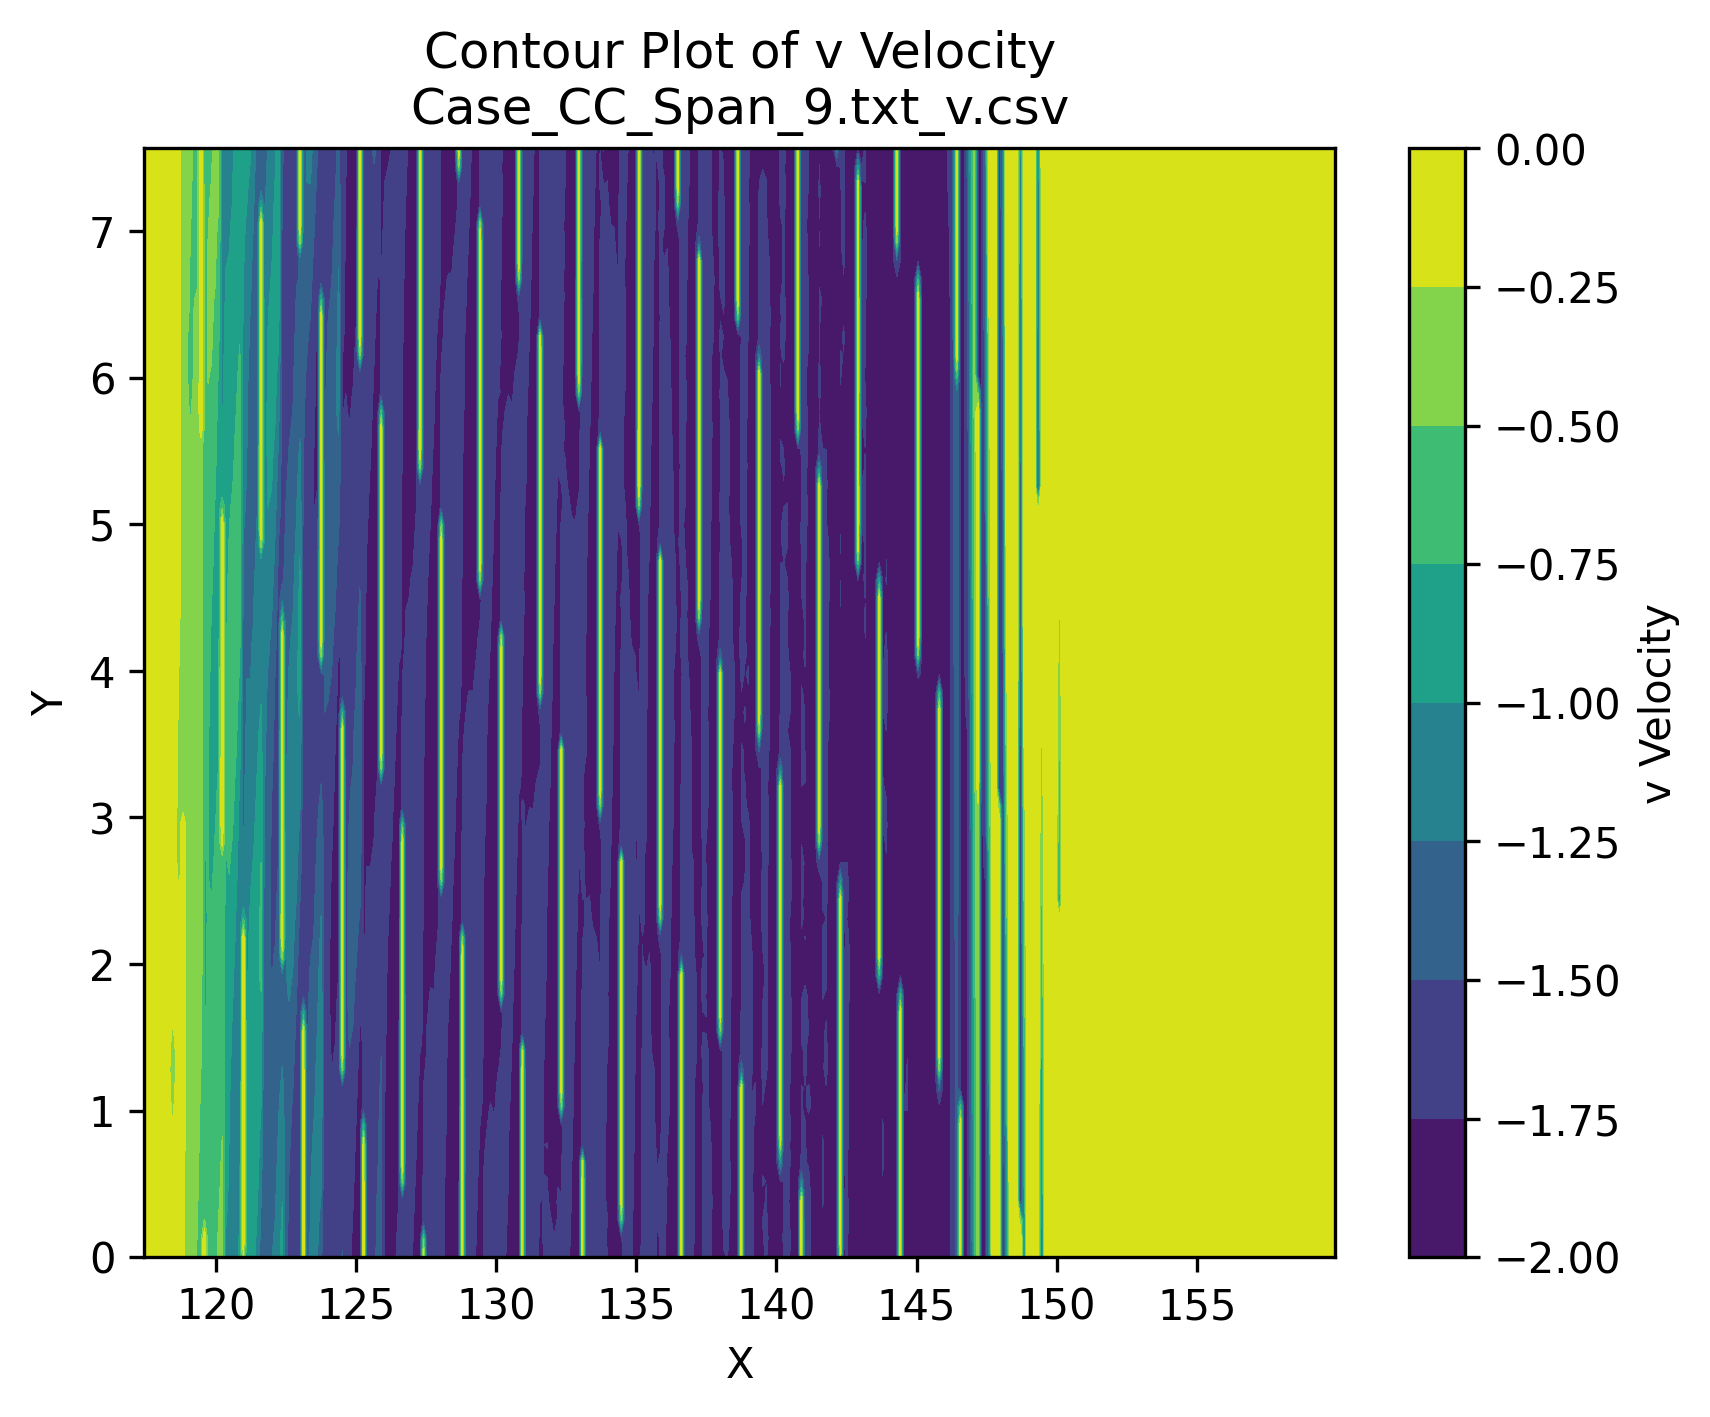 Contour Plot of v Velocity
Case_CC_Span_9.txt_v.csv
Y
7
6
5
4
3
2
1
0
120 125 130 135 140 145 150 155
X
0.00
−0.25
−0.50
−0.75
−1.00
−1.25
−1.50
−1.75
−2.00
v Velocity